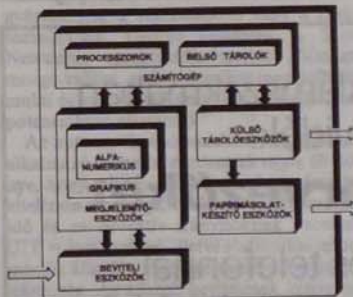 PROCESSZOROK
BELSŐ TÁROLÓK
SZÁMÍTÓGÉP
ALFA-
NUMERIKUS
GRAFIKUS
MEGJELENÍTŐ-
ESZKÖZÖK
KÜLSŐ
TÁROLÓESZKÖZÖK
PAPÍRMÁSOLAT-
KÉSZÍTŐ ESZKÖZÖK
BEVITELI
ESZKÖZÖK